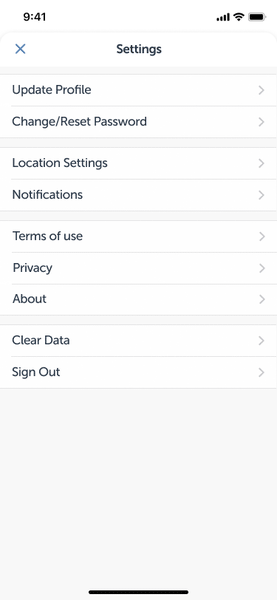 9:41
Settings
Update Profile
Change/Reset Password
Location Settings
Notifications
Terms of use
Privacy
About
Clear Data
Sign Out